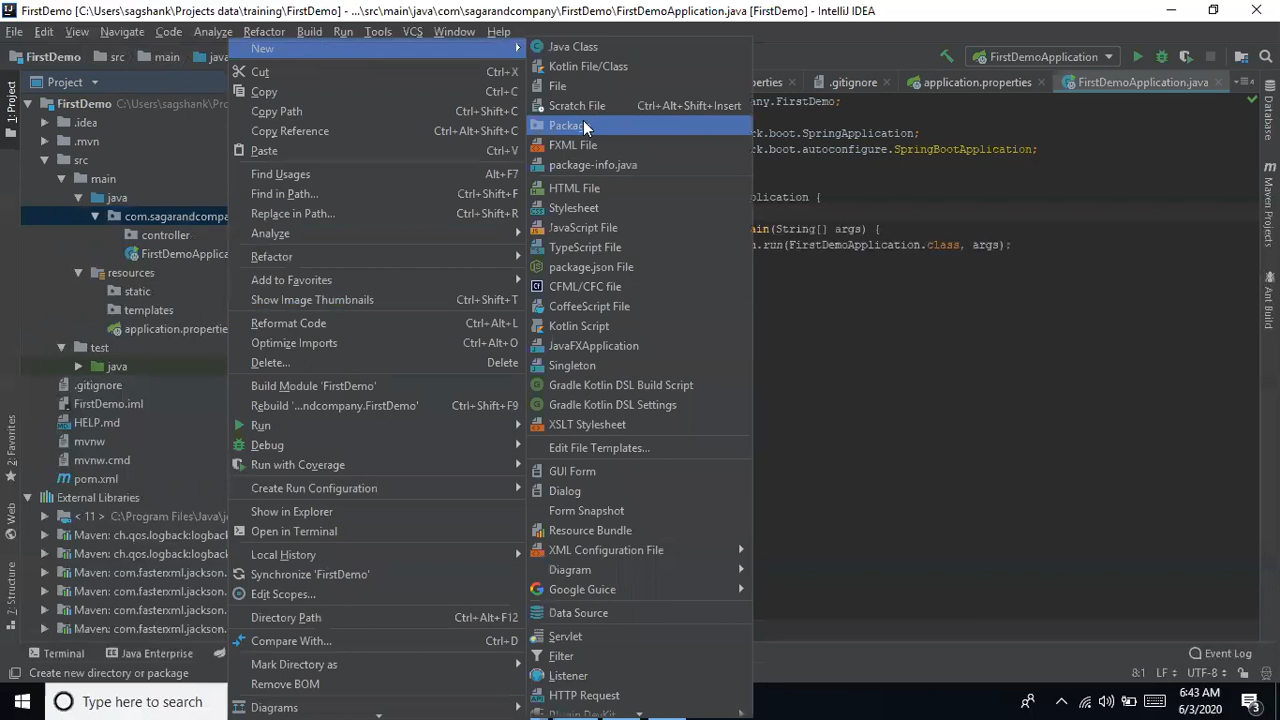 FirstDemo [C:\Users\sagshank\Projects data\training\FirstDemo] - ...\src\main\java\com\sagarandcompany\FirstDemo\FirstDemoApplication.java [FirstDemo] - IntelliJ IDEA
File Edit View Navigate Code Analyze Refactor Build Run Tools VCS Window Help
FirstDemo src main java
FirstDemoApplication
Project
.gitignore application.properties FirstDemoApplication.java
1: Project
2: Favorites
Web
7: Structure
FirstDemo C:\Users\sagshank\
.idea
.mvn
src
main
java
com.sagarandcompa
controller
FirstDemoApplica
resources
static
templates
application.propertie
test
java
.gitignore
FirstDemo.iml
HELP.md
mvnw
mvnw.cmd
pom.xml
External Libraries
< 11 > C:\Program Files\Java\j
Maven: ch.qos.logback:logback
Maven: ch.qos.logback:logback
Maven: com.fasterxml.jackson.
Maven: com.fasterxml.jackson.
Maven: com.fasterxml.jackson.
Maven: com.fasterxml.jackson.
New
Cut Ctrl+X
Copy Ctrl+C
Copy Path Ctrl+Shift+C
Copy Reference Ctrl+Alt+Shift+C
Paste Ctrl+V
Find Usages Alt+F7
Find in Path... Ctrl+Shift+F
Replace in Path... Ctrl+Shift+R
Analyze
Refactor
Add to Favorites
Show Image Thumbnails Ctrl+Shift+T
Reformat Code Ctrl+Alt+L
Optimize Imports Ctrl+Alt+O
Delete... Delete
Build Module 'FirstDemo'
Rebuild '...ndcompany.FirstDemo' Ctrl+Shift+F9
Run
Debug
Run with Coverage
Create Run Configuration
Show in Explorer
Open in Terminal
Local History
Synchronize 'FirstDemo'
Edit Scopes...
Directory Path Ctrl+Alt+F12
Compare With... Ctrl+D
Mark Directory as
Remove BOM
Diagrams
Java Class
Kotlin File/Class
File
Scratch File Ctrl+Alt+Shift+Insert
Packag
FXML File
package-info.java
HTML File
Stylesheet
JavaScript File
TypeScript File
package.json File
CFML/CFC file
CoffeeScript File
Kotlin Script
JavaFXApplication
Singleton
Gradle Kotlin DSL Build Script
Gradle Kotlin DSL Settings
XSLT Stylesheet
Edit File Templates...
GUI Form
Dialog
Form Snapshot
Resource Bundle
XML Configuration File
Diagram
Google Guice
Data Source
Servlet
Filter
Listener
HTTP Request
Plugin DevKit
perties
ny.FirstDemo;
rk.boot.SpringApplication;
rk.boot.autoconfigure.SpringBootApplication;
plication {
ain(String[] args) {
n.run(FirstDemoApplication.class, args);
Database
Maven Projects
Ant Build
Terminal Java Enterprise
Event Log
Create new directory or package
8:1 LF UTF-8
Type here to search
6:43 AM
6/3/2020
3